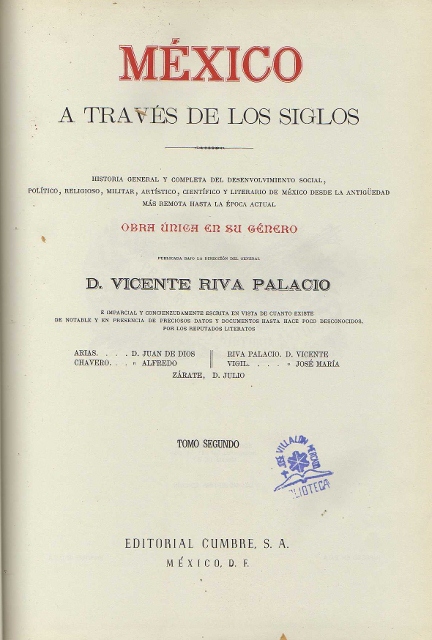 MÉXICO
A TRAVÉS DE LOS SIGLOS
HISTORIA GENERAL Y COMPLETA DEL DESENVOLVIMIENTO SOCIAL,
POLÍTICO, RELIGIOSO, MILITAR, ARTÍSTICO, CIENTÍFICO Y LITERARIO DE MÉXICO DESDE LA ANTIGÜEDAD
MÁS REMOTA HASTA LA ÉPOCA ACTUAL
OBRA ÚNICA EN SU GÉNERO
PUBLICADA BAJO LA DIRECCIÓN DEL GENERAL
D. VICENTE RIVA PALACIO
É IMPARCIAL Y CONCIENZUDAMENTE ESCRITA EN VISTA DE CUANTO EXISTE
DE NOTABLE Y EN PRESENCIA DE PRECIOSOS DATOS Y DOCUMENTOS HASTA HACE POCO DESCONOCIDOS,
POR LOS REPUTADOS LITERATOS
ARIAS. . . . D. JUAN DE DIOS
CHAVERO. . . » ALFREDO
RIVA PALACIO. D. VICENTE
VIGIL. . . . . » JOSÉ MARÍA
ZÁRATE, D. JULIO
TOMO SEGUNDO
JOSE VILLALÓN MERCADO
BLIOTECA
EDITORIAL CUMBRE, S. A.
MÉXICO, D. F.